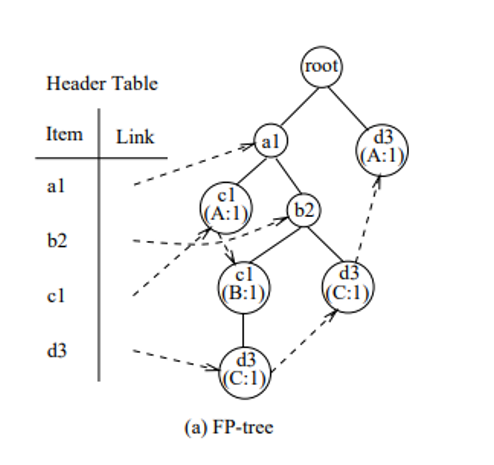 root
Header Table
Item Link
a1
d3
(A:1)
a1
c1
(A:1)
b2
b2
c1
(B:1)
d3
(C:1)
c1
d3
d3
(C:1)
(a) FP-tree